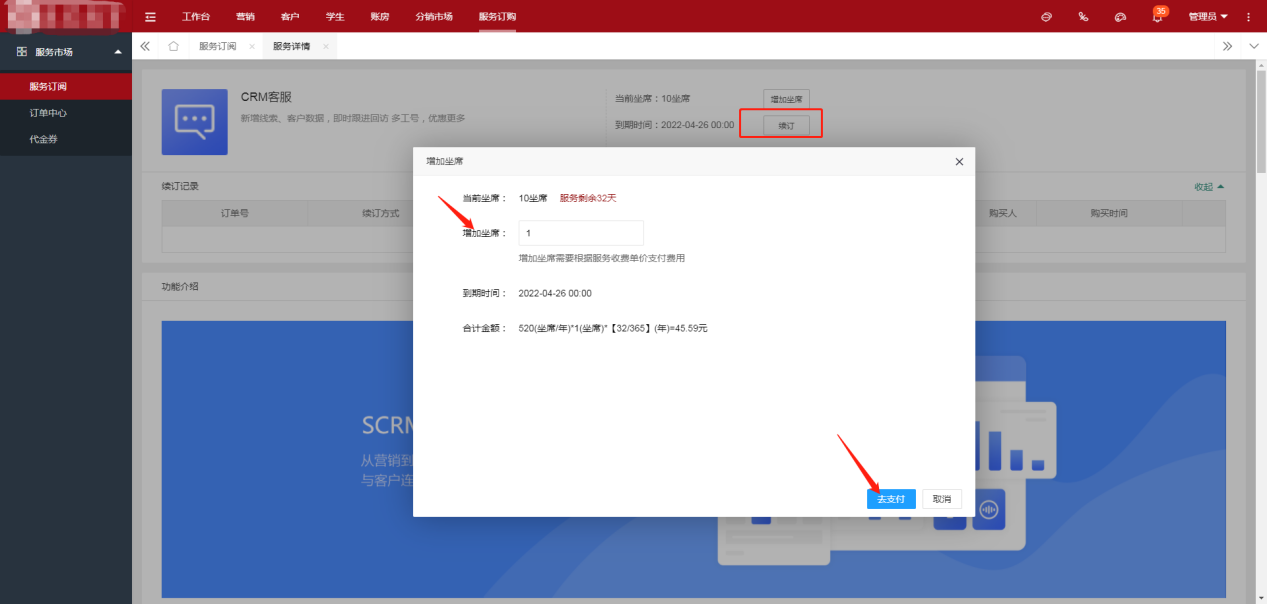 工作台 营销 客户 学生 账房 分销市场 服务订购 35 管理员
服务市场
服务订阅 服务详情
服务订阅
订单中心
代金券
CRM客服
新增线索、客户数据，即时跟进回访 多工号，优惠更多
当前坐席：10坐席 增加坐席
到期时间：2022-04-26 00:00 续订
续订记录 收起
订单号 续订方式 购买人 购买时间
功能介绍
SCRM
从营销到
与客户连
增加坐席
当前坐席： 10坐席 服务剩余32天
增加坐席： 1
增加坐席需要根据服务收费单价支付费用
到期时间： 2022-04-26 00:00
合计金额： 520(坐席/年)*1(坐席)*【32/365】(年)=45.59元
去支付 取消